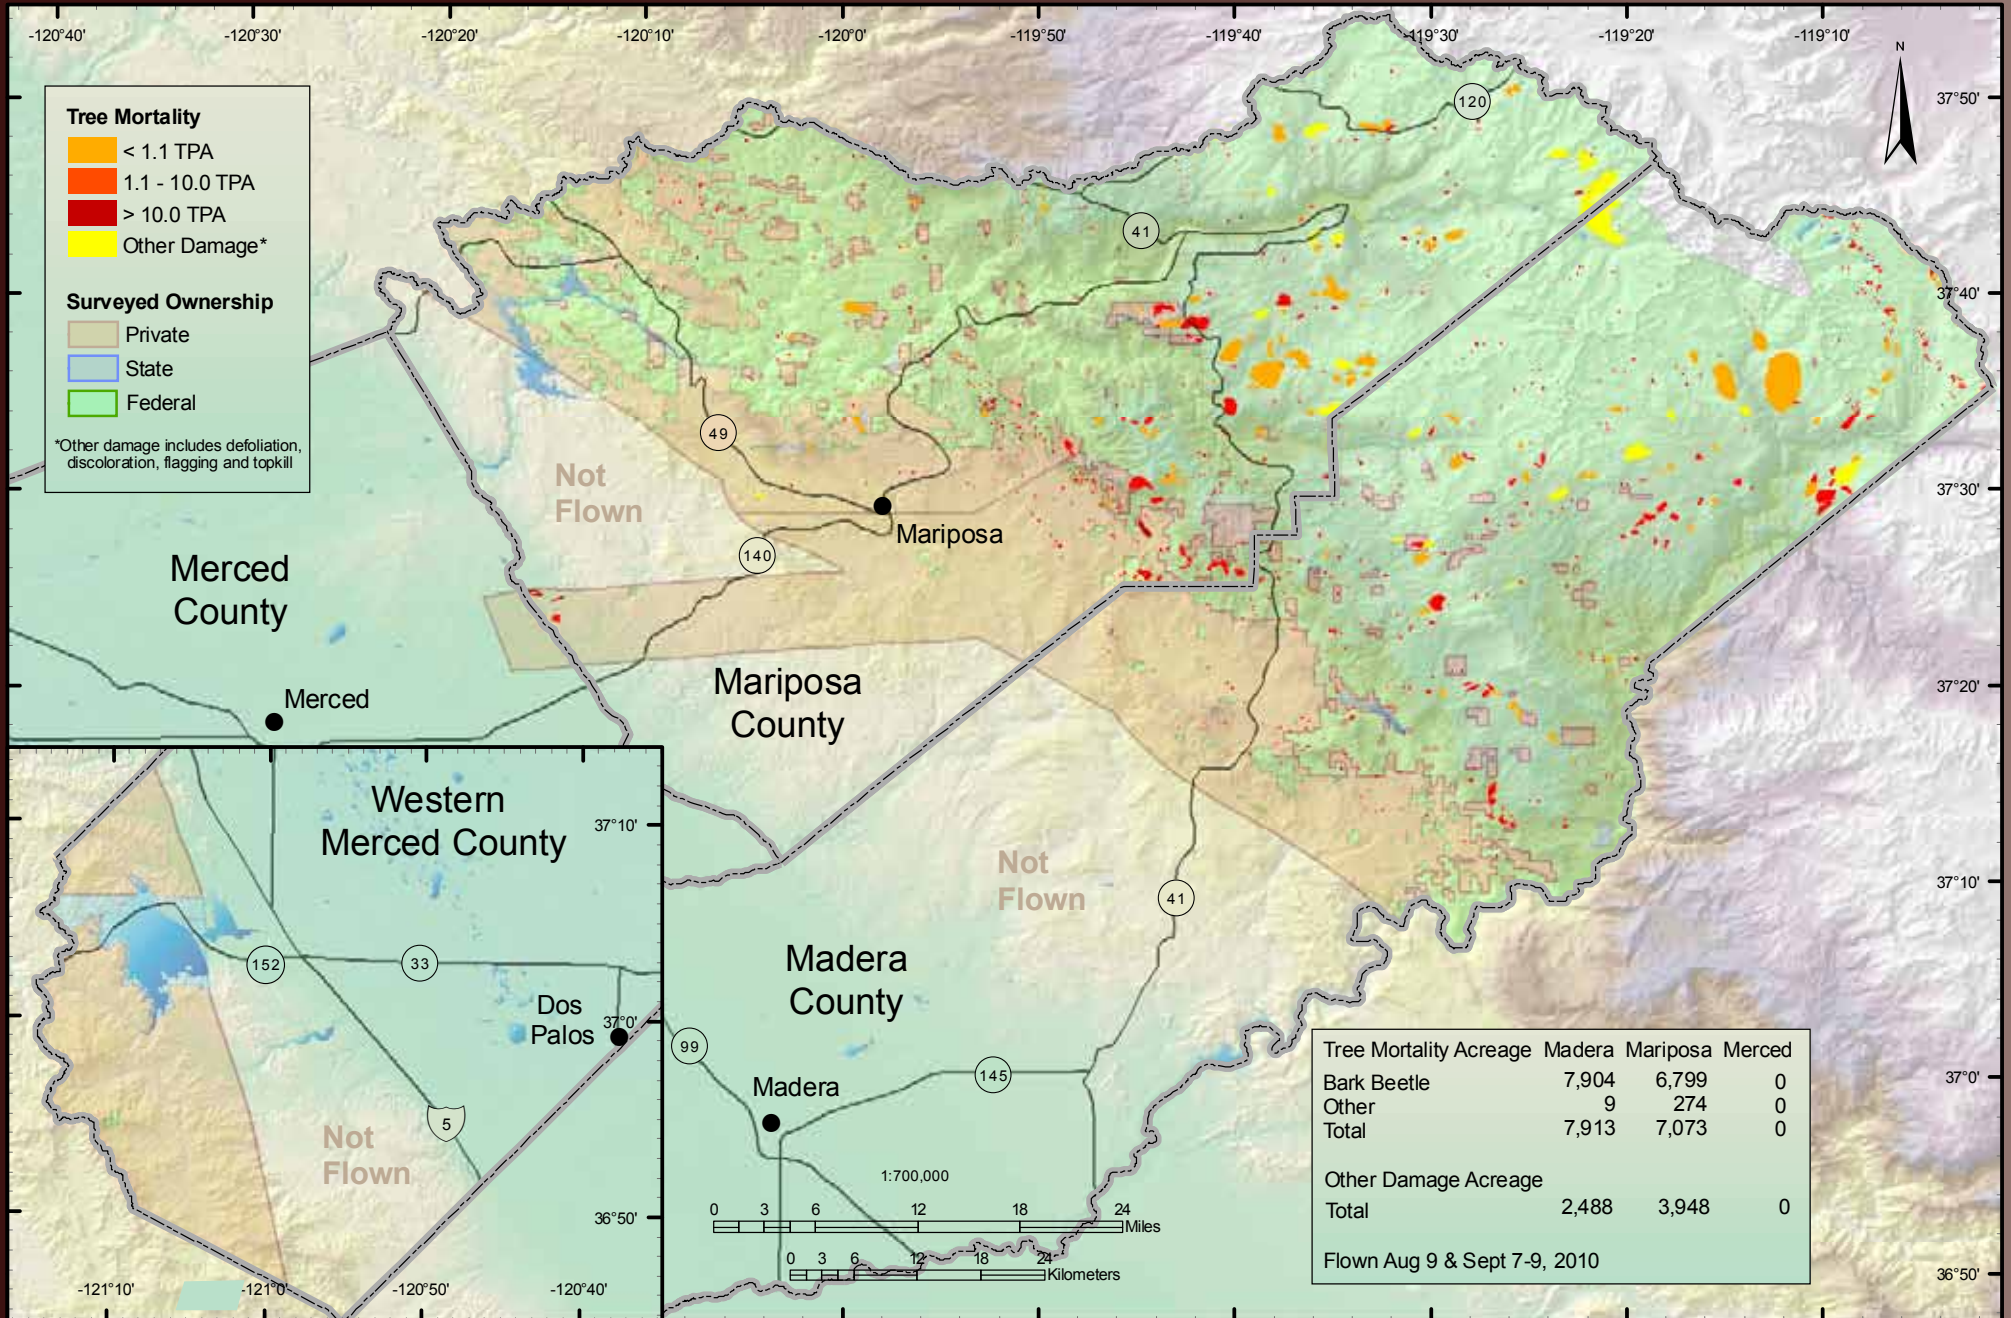 -120°40'
-120°30'
-120°20'
-120°10'
-120°0'
-119°50'
-119°40'
-119°30'
-119°20'
-119°10'
N
Tree Mortality
< 1.1 TPA
1.1 - 10.0 TPA
> 10.0 TPA
Other Damage*
Surveyed Ownership
Private
State
Federal
*Other damage includes defoliation,
discoloration, flagging and topkill
120
41
37°50'
37°40'
37°30'
37°20'
37°10'
37°0'
36°50'
49
Not
Flown
Mariposa
140
Merced
County
Merced
Mariposa
County
Western
Merced County
37°10'
152
33
Dos
Palos
37°0'
5
Not
Flown
36°50'
-121°10'
-121°0'
-120°50'
-120°40'
Not
Flown
41
Madera
County
99
Madera
145
1:700,000
0 3 6 12 18 24
Miles
0 3 6 12 18 24
Kilometers
Tree Mortality Acreage Madera Mariposa Merced
Bark Beetle 7,904 6,799 0
Other 9 274 0
Total 7,913 7,073 0
Other Damage Acreage
Total 2,488 3,948 0
Flown Aug 9 & Sept 7-9, 2010